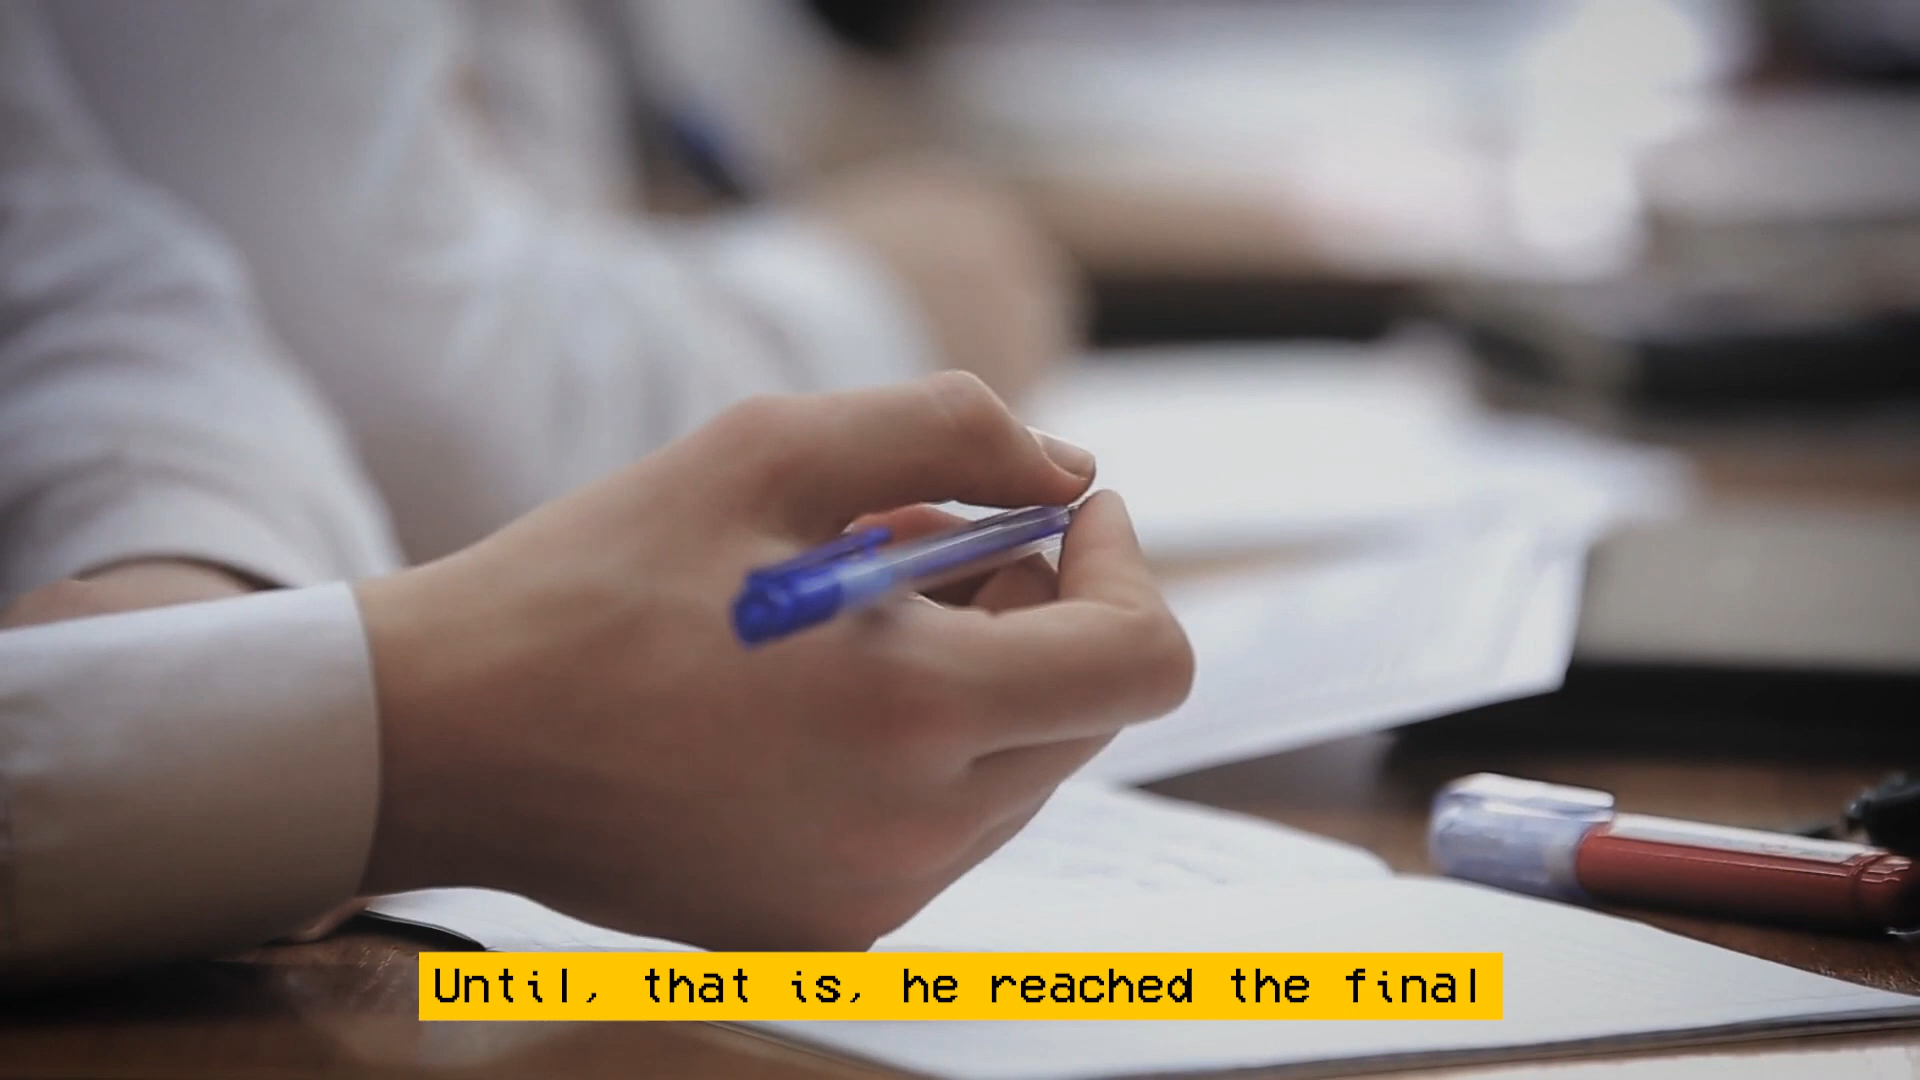 Until, that is, he reached the final